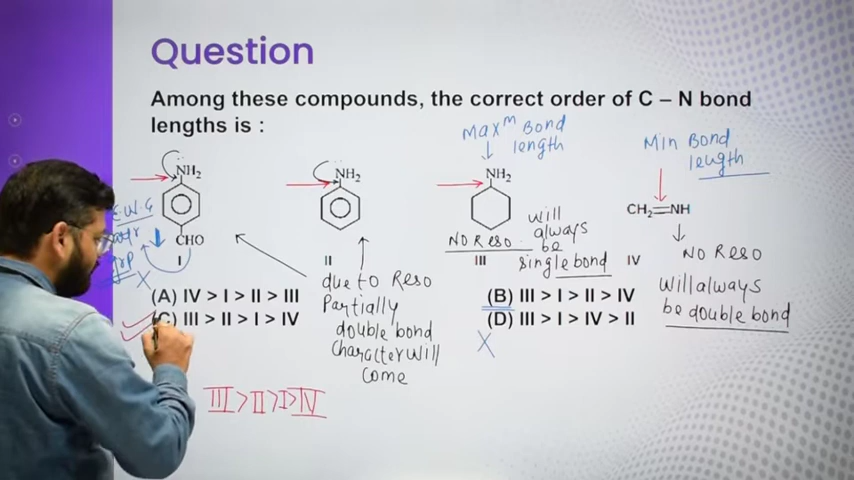 Question
Among these compounds, the correct order of C – N bond
lengths is :
Max^m Bond
length
Min Bond
length
NH2
NH2
NH2
CH2=NH
E.W.G
grp
CHO
NO Reso
will
always
be
single bond
NO Reso
will always
be double bond
I
II
III
IV
due to Reso
Partially
double bond
character will
come
(A) IV > I > II > III
(B) III > I > II > IV
(C) III > II > I > IV
(D) III > I > IV > II
III > II > I > IV